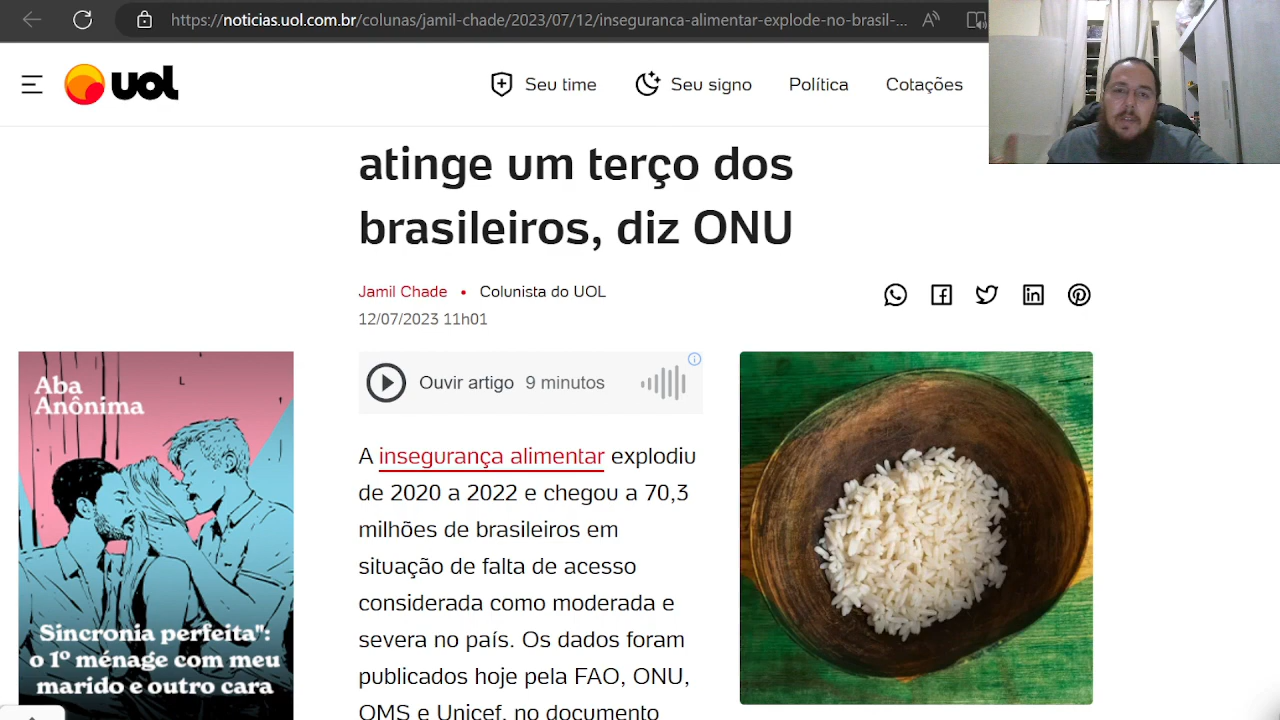 https://noticias.uol.com.br/colunas/jamil-chade/2023/07/12/inseguranca-alimentar-explode-no-brasil-...
UOL
Seu time
Seu signo
Política
Cotações
atinge um terço dos
brasileiros, diz ONU
Jamil Chade • Colunista do UOL
12/07/2023 11h01
Ouvir artigo 9 minutos
A insegurança alimentar explodiu
de 2020 a 2022 e chegou a 70,3
milhões de brasileiros em
situação de falta de acesso
considerada como moderada e
severa no país. Os dados foram
publicados hoje pela FAO, ONU,
OMS e Unicef, no documento
Aba
Anônima
Sincronia perfeita":
o 1º ménage com meu
marido e outro cara